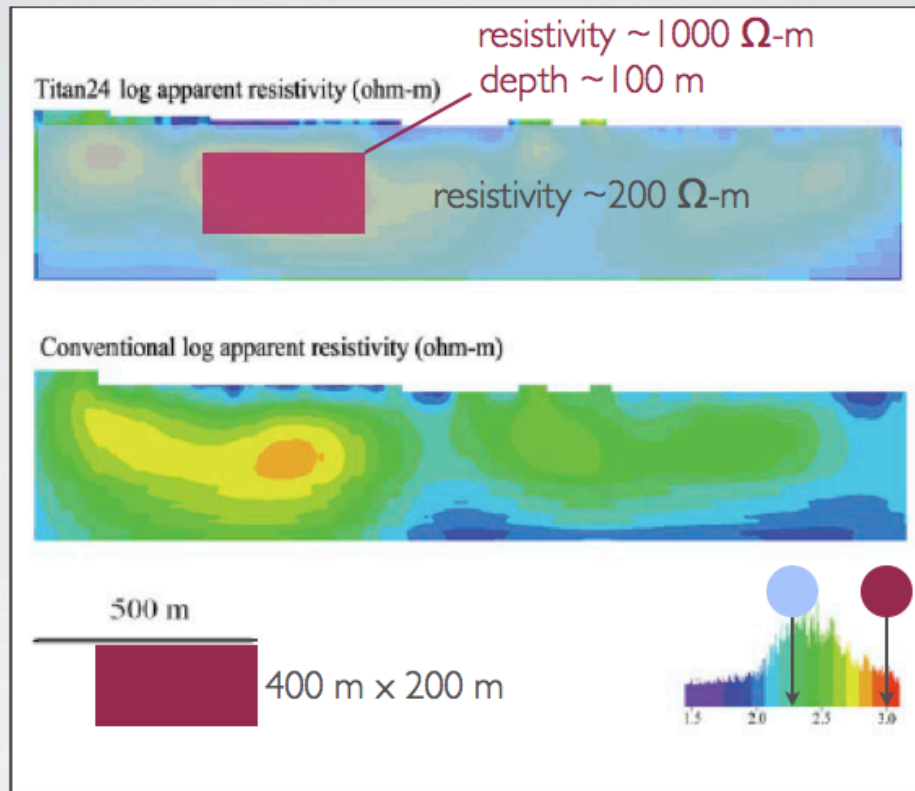 resistivity ~1000 Ω-m
depth ~100 m
Titan24 log apparent resistivity (ohm-m)
resistivity ~200 Ω-m
Conventional log apparent resistivity (ohm-m)
500 m
400 m x 200 m
1.5 2.0 2.5 3.0